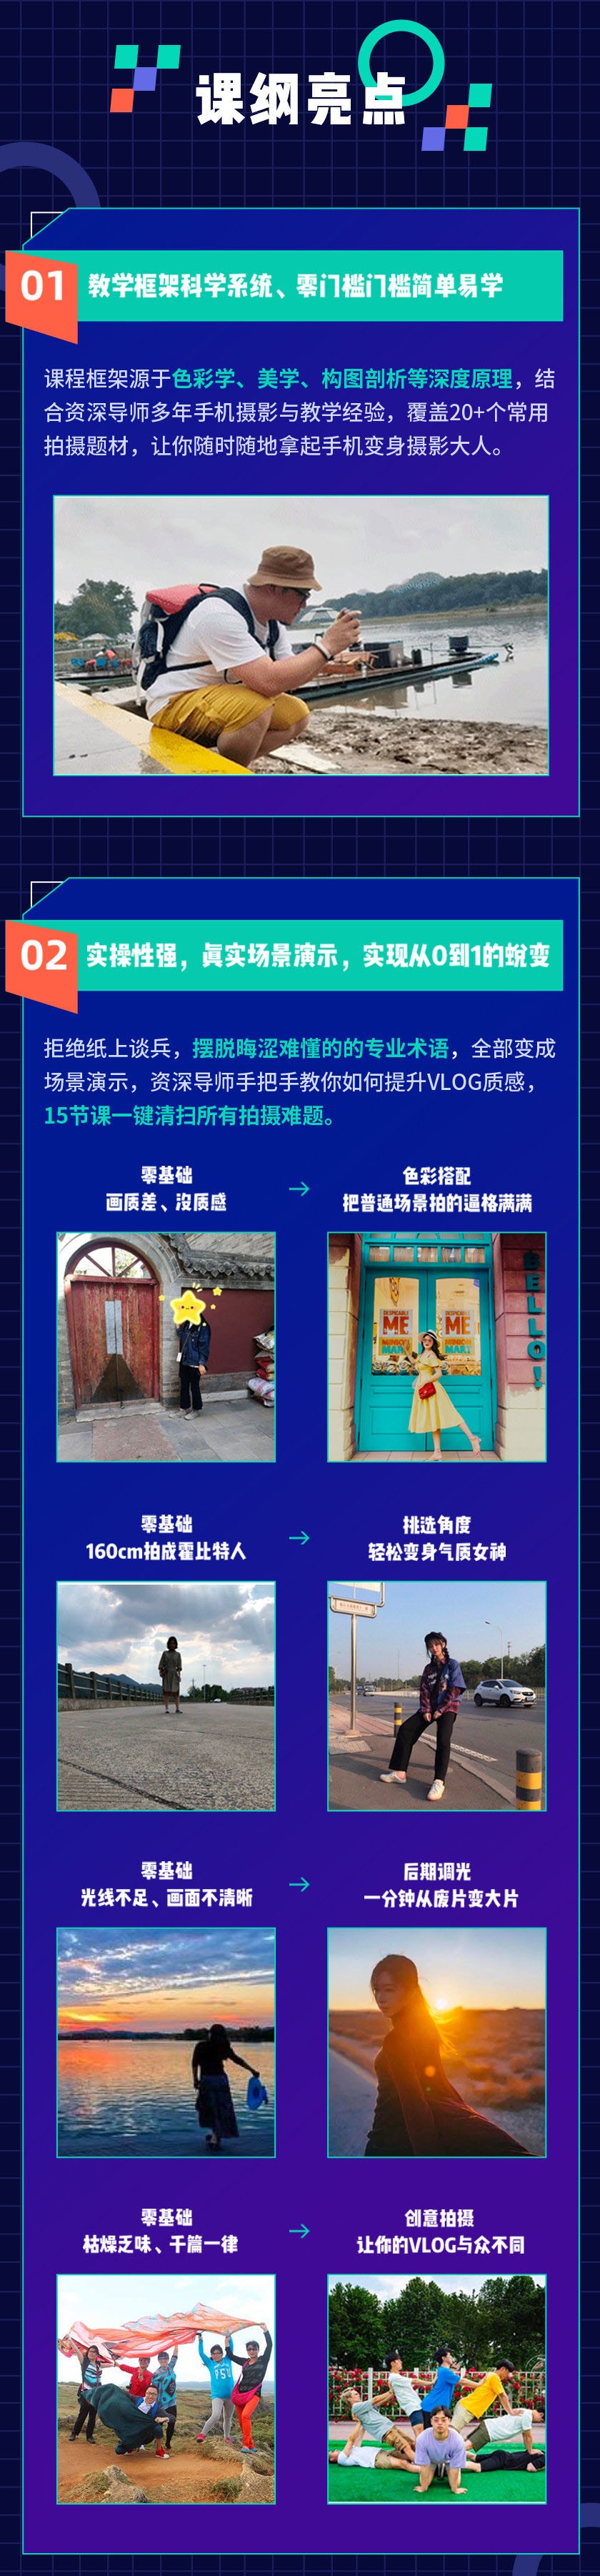 课纲亮点
01
教学框架科学系统、零门槛门槛简单易学
课程框架源于色彩学、美学、构图剖析等深度原理，结
合资深导师多年手机摄影与教学经验，覆盖20+个常用
拍摄题材，让你随时随地拿起手机变身摄影大人。
02
实操性强，真实场景演示，实现从0到1的蜕变
拒绝纸上谈兵，摆脱晦涩难懂的的专业术语，全部变成
场景演示，资深导师手把手教你如何提升VLOG质感，
15节课一键清扫所有拍摄难题。
零基础
画质差、没质感
→
色彩搭配
把普通场景拍的逼格满满
DESPICABLE
ME
MINION
MART
DESPICABLE
ME
MINION
MART
BELLO!
零基础
160cm拍成霍比特人
→
挑选角度
轻松变身气质女神
零基础
光线不足、画面不清晰
→
后期调光
一分钟从废片变大片
零基础
枯燥乏味、千篇一律
→
创意拍摄
让你的VLOG与众不同